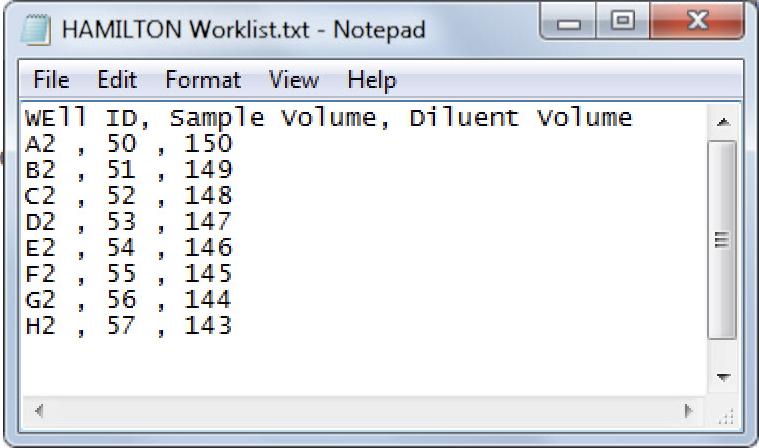 HAMILTON Worklist.txt - Notepad
File Edit Format View Help
WEll ID, Sample Volume, Diluent Volume
A2 , 50 , 150
B2 , 51 , 149
C2 , 52 , 148
D2 , 53 , 147
E2 , 54 , 146
F2 , 55 , 145
G2 , 56 , 144
H2 , 57 , 143